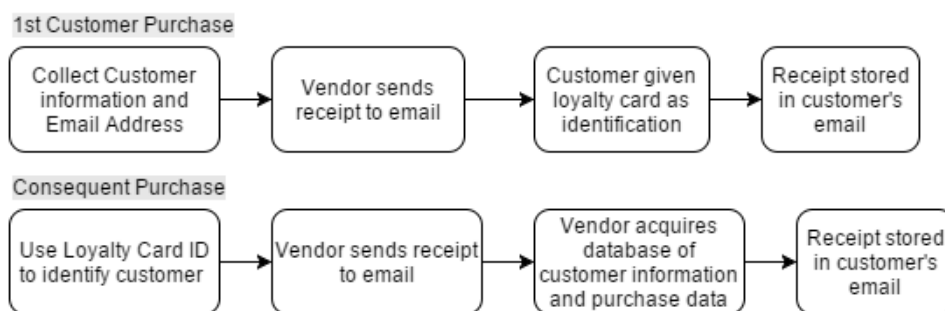 1st Customer Purchase
Collect Customer
information and
Email Address
Vendor sends
receipt to email
Customer given
loyalty card as
identification
Receipt stored
in customer's
email
Consequent Purchase
Use Loyalty Card ID
to identify customer
Vendor sends receipt
to email
Vendor acquires
database of
customer information
and purchase data
Receipt stored
in customer's
email